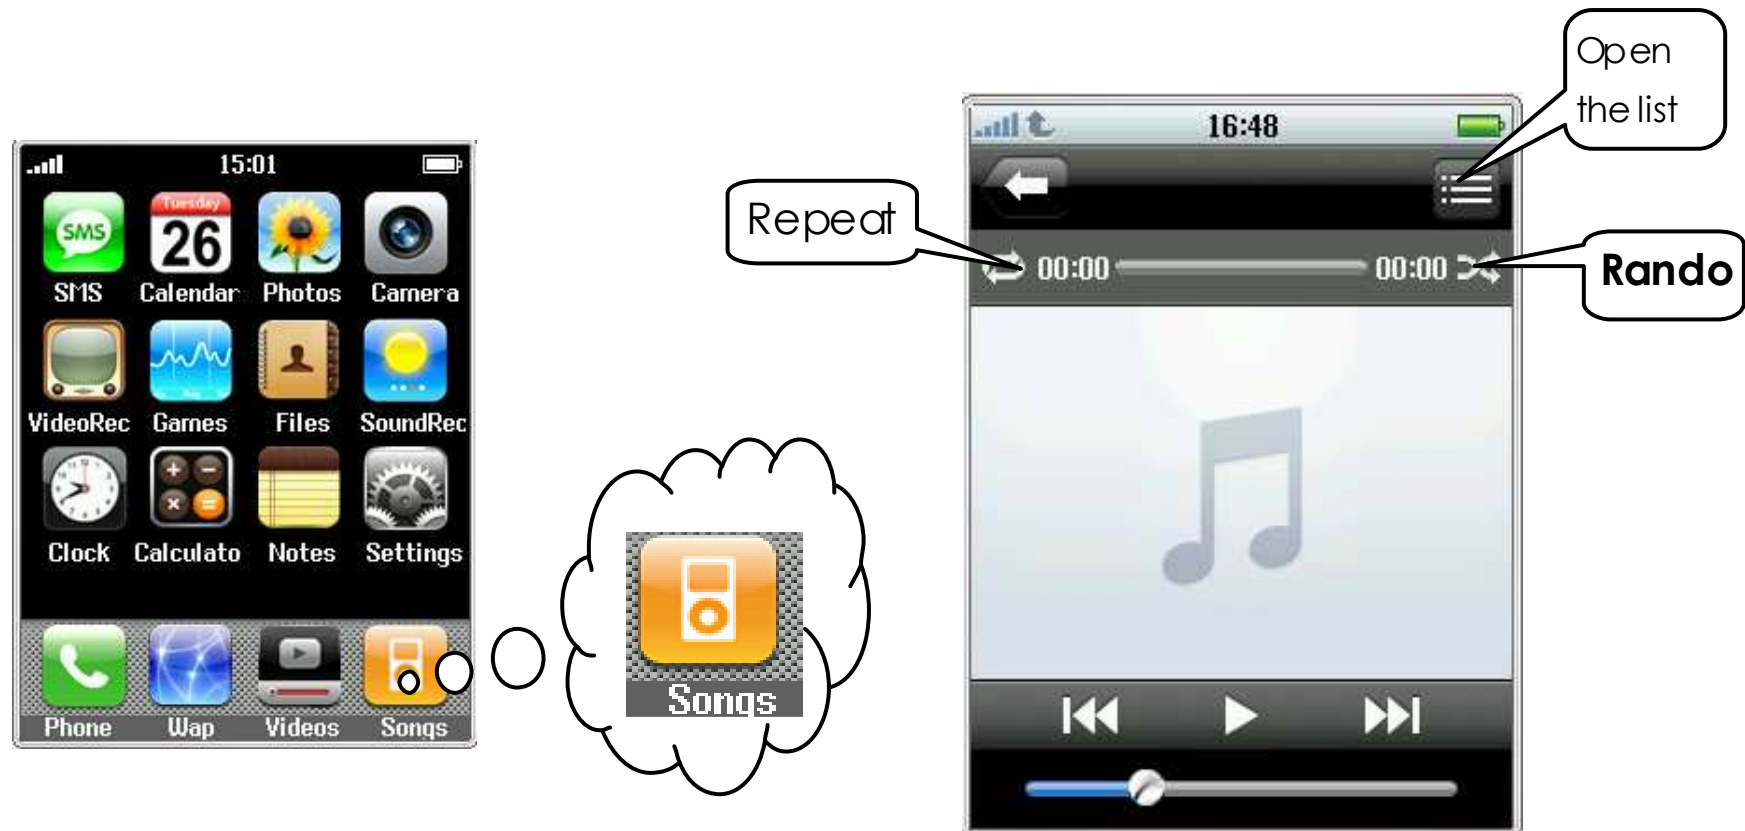 15:01
SMS
Tuesday
26
SMS Calendar Photos Camera
VideoRec Games Files SoundRec
Clock Calculato Notes Settings
Phone Wap Videos Songs
Songs
16:48
Open
the list
Repeat
00:00 00:00
Rando